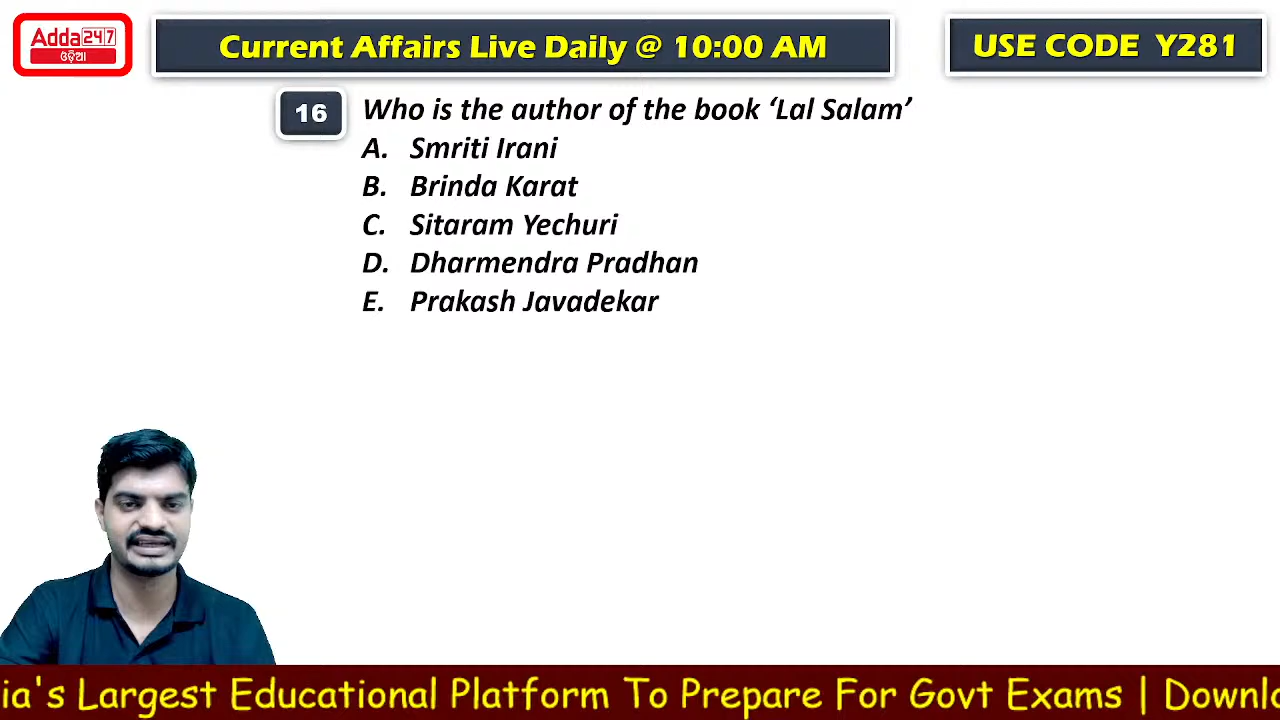 Adda247
ଓଡ଼ିଆ
Current Affairs Live Daily @ 10:00 AM
USE CODE Y281
16 Who is the author of the book ‘Lal Salam’
A. Smriti Irani
B. Brinda Karat
C. Sitaram Yechuri
D. Dharmendra Pradhan
E. Prakash Javadekar
ia's Largest Educational Platform To Prepare For Govt Exams | Downlo